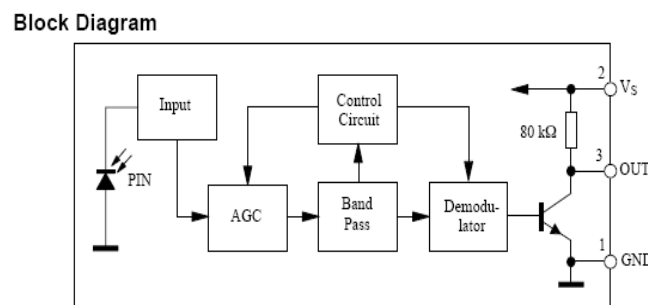 Block Diagram
2
VS
Input
Control
Circuit
80 kΩ
3
OUT
PIN
AGC
Band
Pass
Demodu-
lator
1
GND